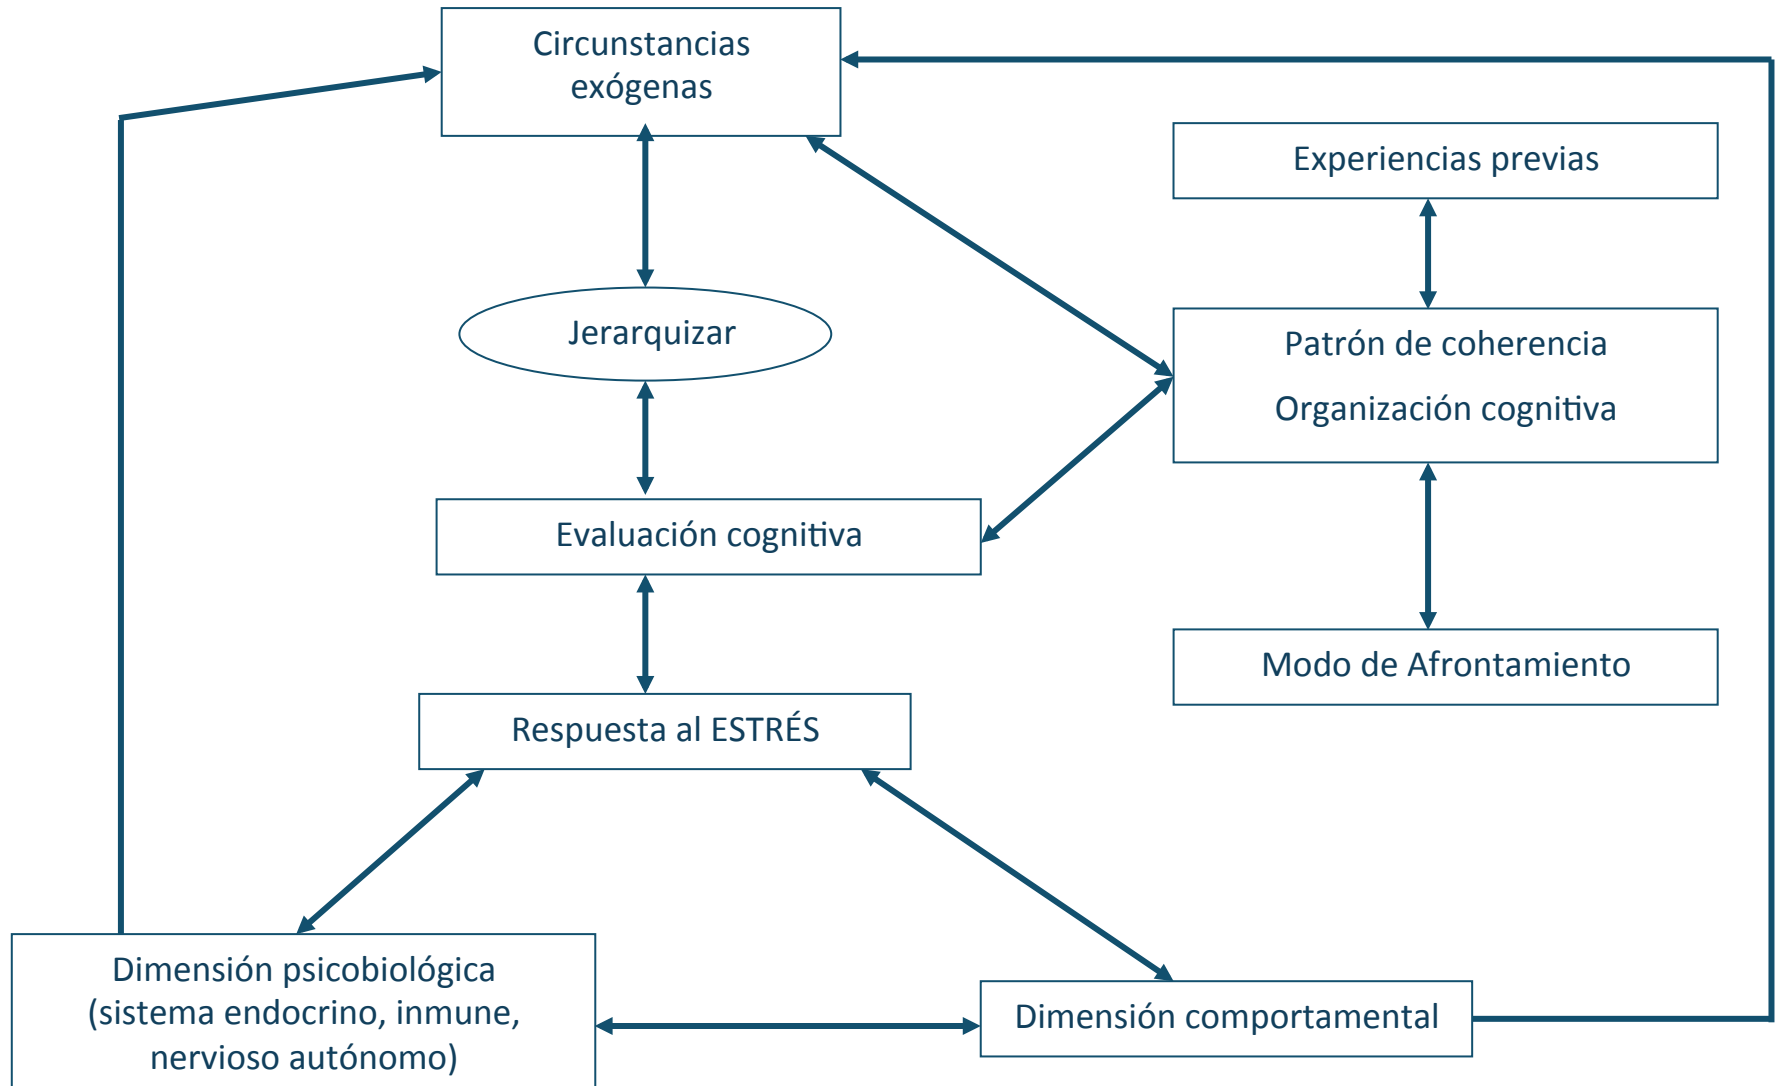 Circunstancias
exógenas
Experiencias previas
Jerarquizar
Patrón de coherencia
Organización cognitiva
Evaluación cognitiva
Modo de Afrontamiento
Respuesta al ESTRÉS
Dimensión psicobiológica
(sistema endocrino, inmune,
nervioso autónomo)
Dimensión comportamental